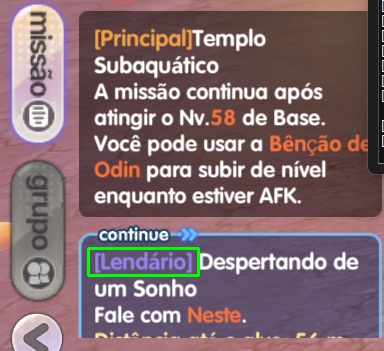 missão
grupo
[Principal]Templo
Subaquático
A missão continua após
atingir o Nv.58 de Base.
Você pode usar a Bênção de
Odin para subir de nível
enquanto estiver AFK.
continue
[Lendário]Despertando de
um Sonho
Fale com Neste.